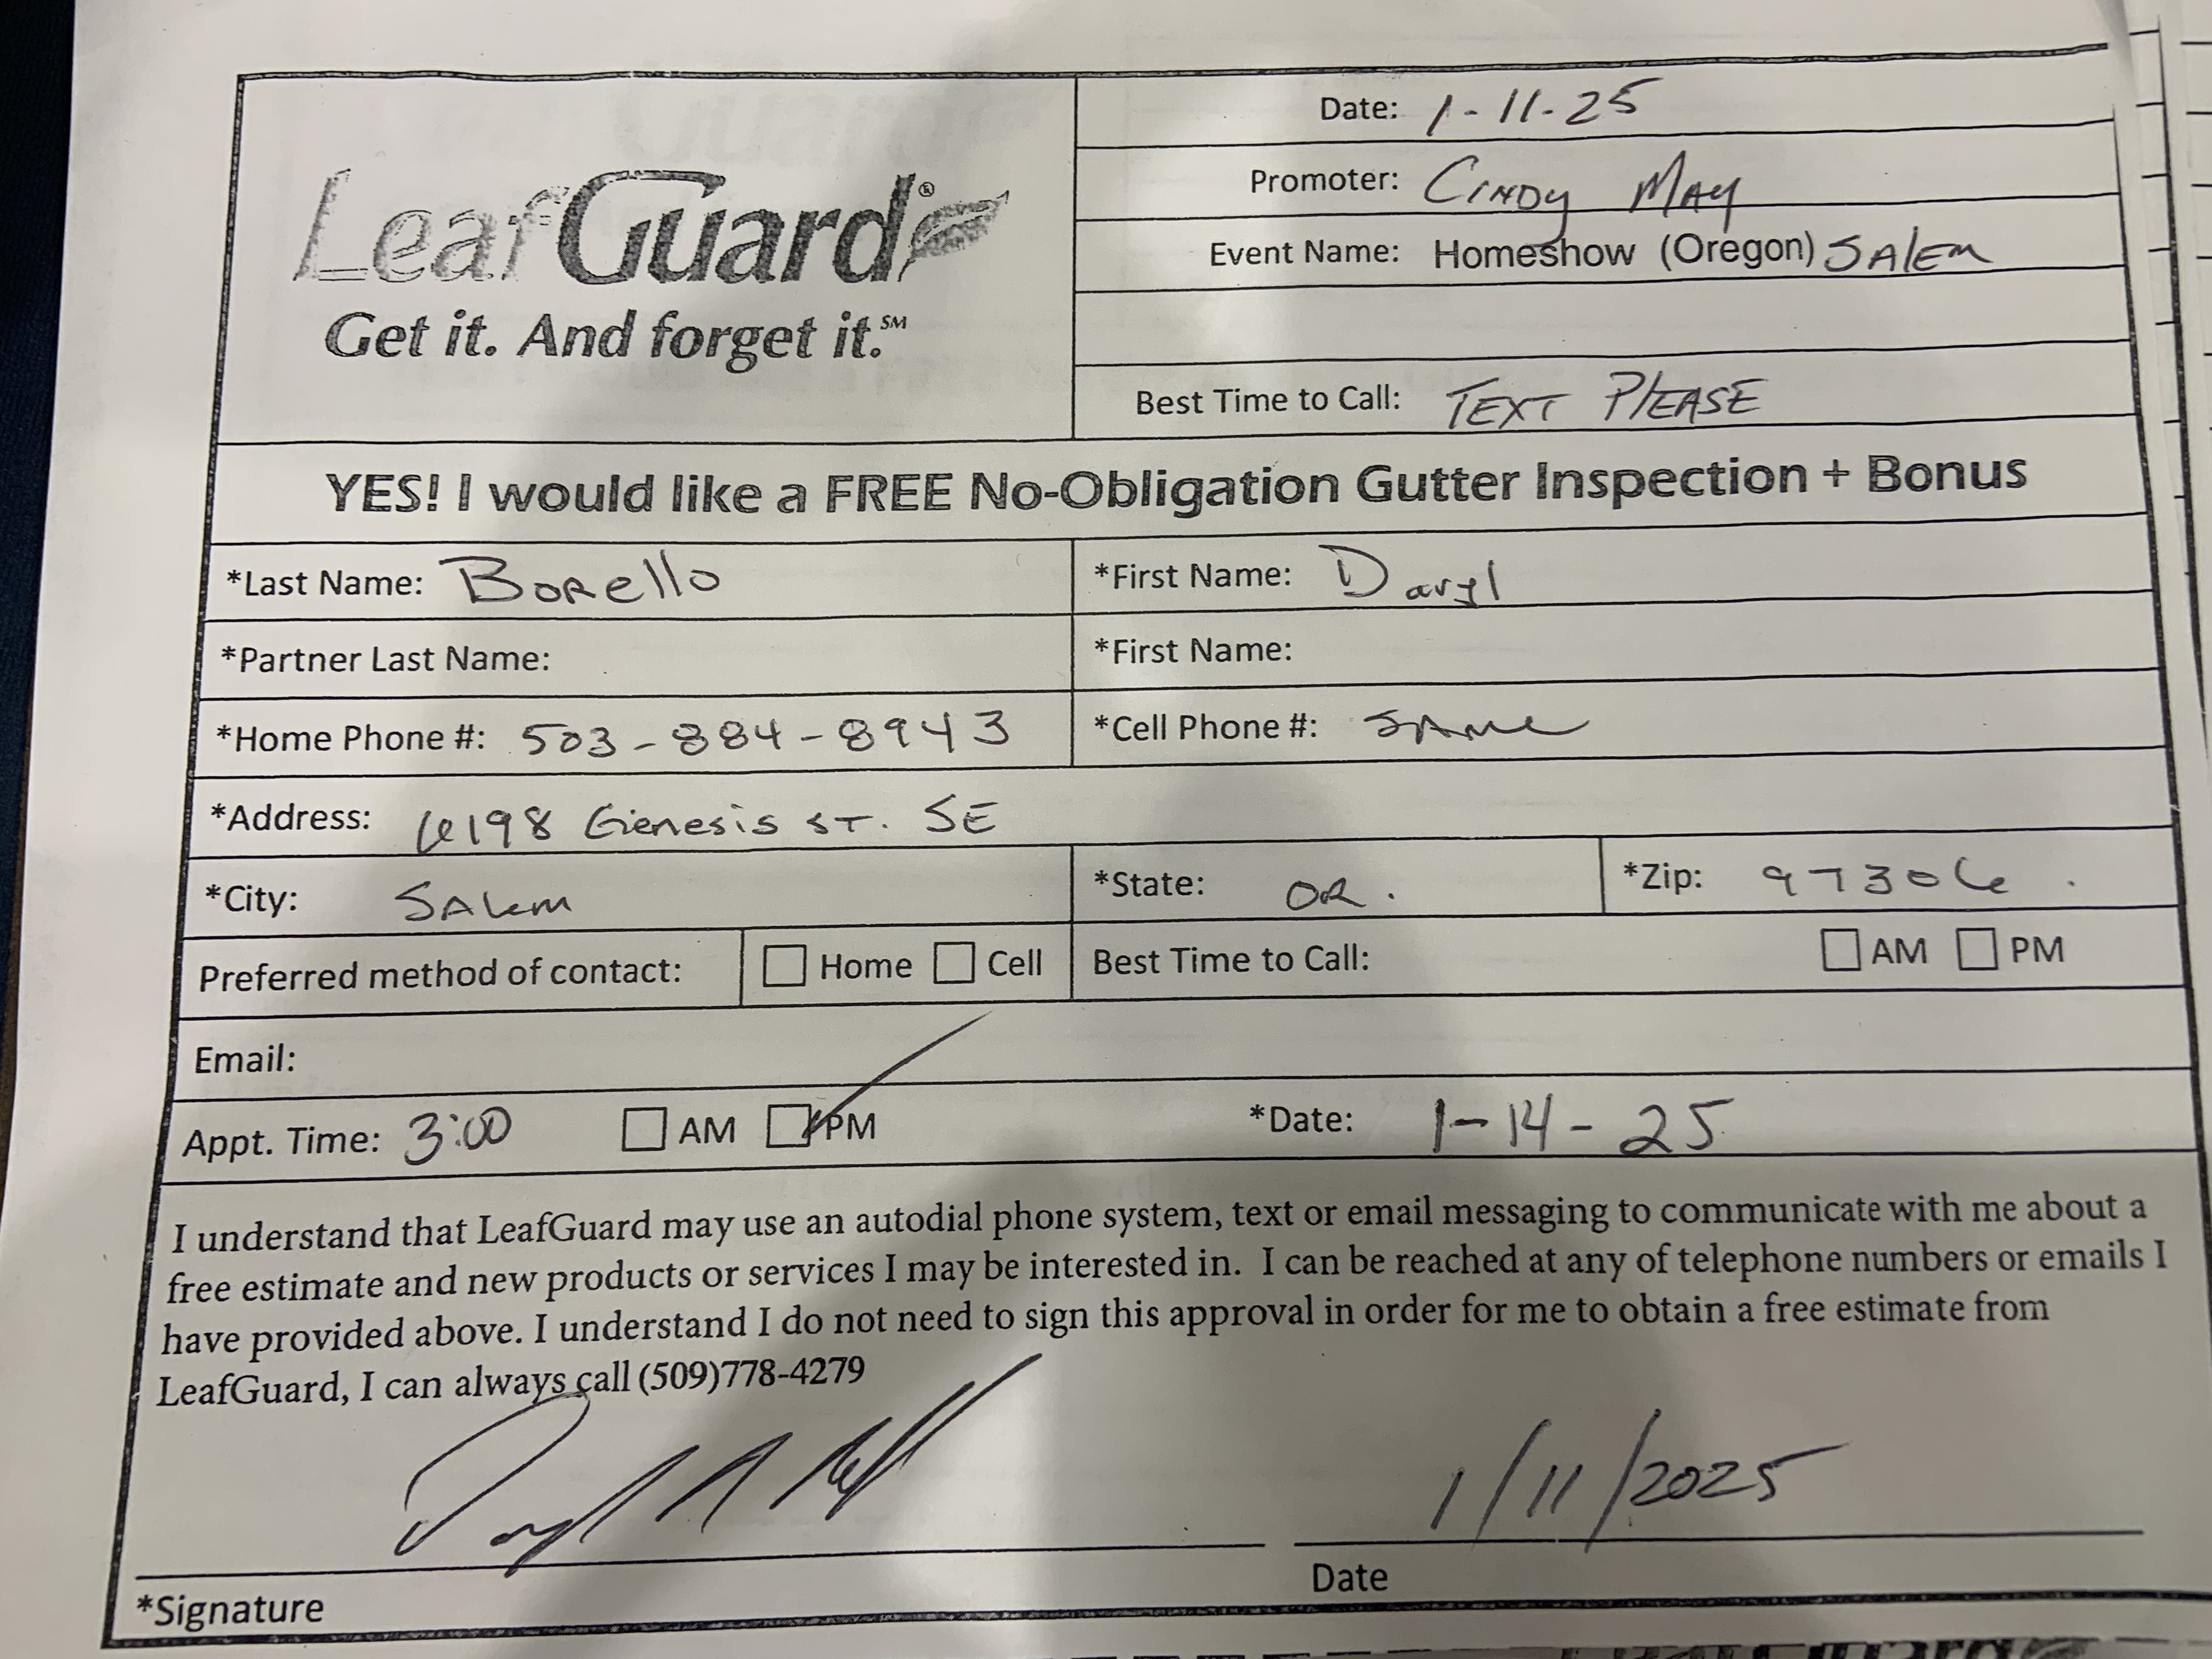 LeafGuard®
Get it. And forget it.℠
Date: 1-11-25
Promoter: Cindy May
Event Name: Homeshow (Oregon) Salem
Best Time to Call: TEXT PLEASE
YES! I would like a FREE No-Obligation Gutter Inspection + Bonus
*Last Name: Borello *First Name: Daryl
*Partner Last Name: *First Name:
*Home Phone #: 503-884-8943 *Cell Phone #: Same
*Address: 6198 Genesis St. SE
*City: Salem *State: OR. *Zip: 97306.
Preferred method of contact: ☐ Home ☐ Cell Best Time to Call: ☐ AM ☐ PM
Email:
Appt. Time: 3:00 ☐ AM ☑ PM *Date: 1-14-25
I understand that LeafGuard may use an autodial phone system, text or email messaging to communicate with me about a
free estimate and new products or services I may be interested in. I can be reached at any of telephone numbers or emails I
have provided above. I understand I do not need to sign this approval in order for me to obtain a free estimate from
LeafGuard, I can always call (509)778-4279
1/11/2025
*Signature Date